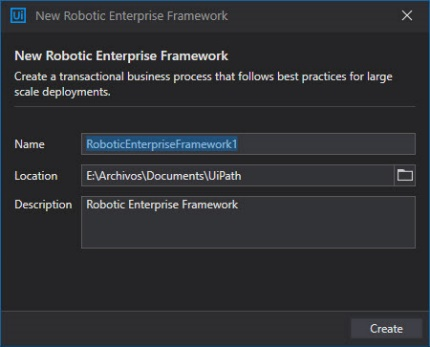 Ui New Robotic Enterprise Framework
New Robotic Enterprise Framework
Create a transactional business process that follows best practices for large
scale deployments.
Name RoboticEnterpriseFramework1
Location E:\Archivos\Documents\UiPath
Description Robotic Enterprise Framework
Create